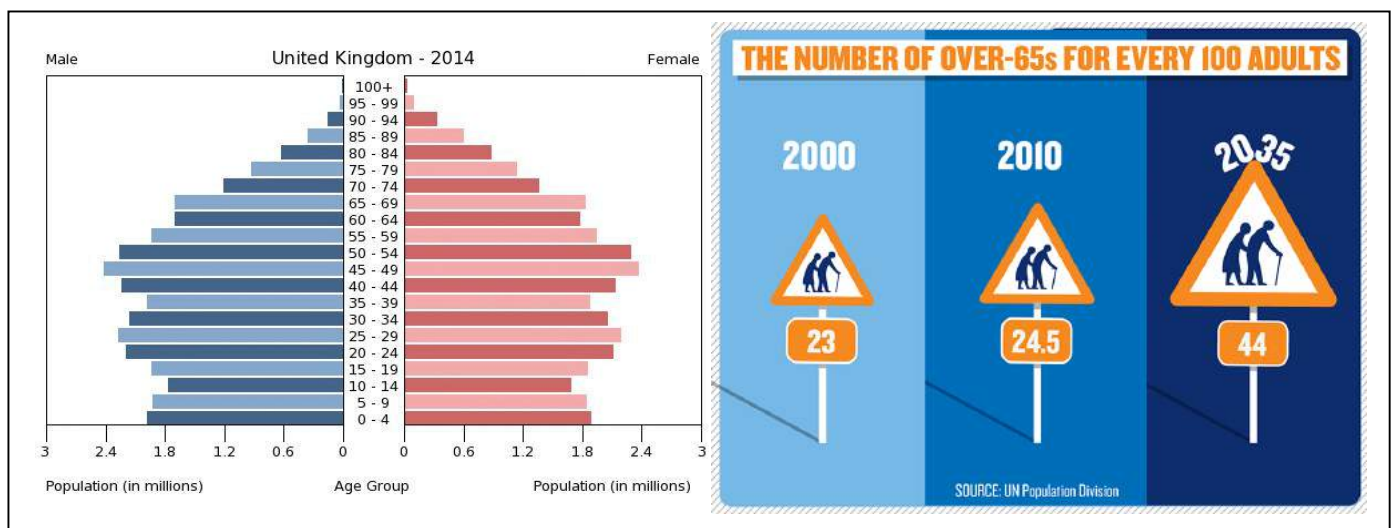 Male United Kingdom - 2014 Female
100+
95 - 99
90 - 94
85 - 89
80 - 84
75 - 79
70 - 74
65 - 69
60 - 64
55 - 59
50 - 54
45 - 49
40 - 44
35 - 39
30 - 34
25 - 29
20 - 24
15 - 19
10 - 14
5 - 9
0 - 4
3 2.4 1.8 1.2 0.6 0 0 0.6 1.2 1.8 2.4 3
Population (in millions) Age Group Population (in millions)
THE NUMBER OF OVER-65s FOR EVERY 100 ADULTS
2000 2010 2035
23 24.5 44
SOURCE: UN Population Division